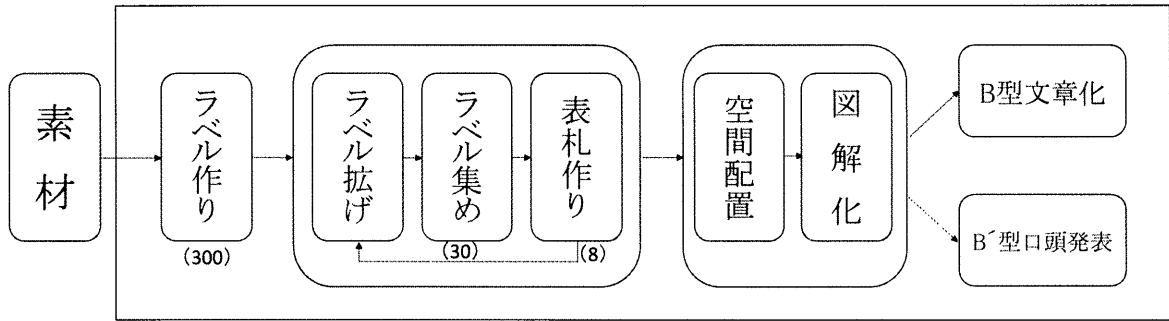 素材
ラベル作り
(300)
ラベル拡げ
ラベル集め
(30)
表札作り
(8)
空間配置
図解化
B型文章化
B´型口頭発表